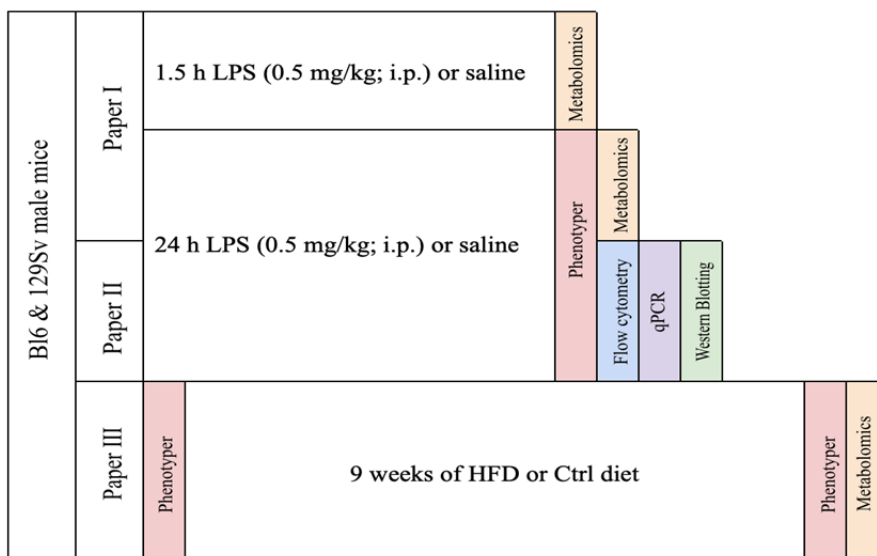 Bl6 & 129Sv male mice
Paper I
1.5 h LPS (0.5 mg/kg; i.p.) or saline
Metabolomics
24 h LPS (0.5 mg/kg; i.p.) or saline
Phenotyper
Metabolomics
Paper II
Flow cytometry
qPCR
Western Blotting
Paper III
Phenotyper
9 weeks of HFD or Ctrl diet
Phenotyper
Metabolomics